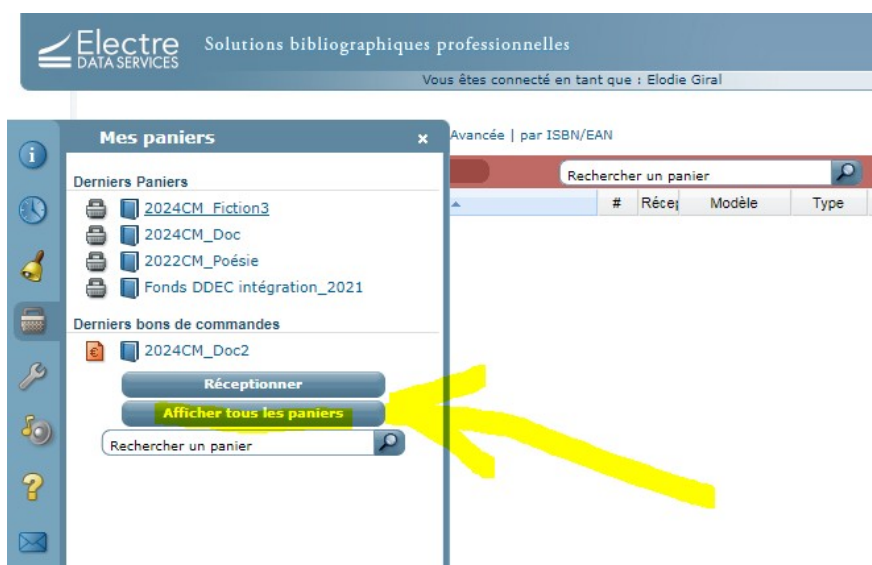 Electre
DATA SERVICES
Solutions bibliographiques professionnelles
Vous êtes connecté en tant que : Elodie Giral
Mes paniers x
Avancée | par ISBN/EAN
Rechercher un panier
# Modèle Type
Derniers Paniers
2024CM_Fiction3
2024CM_Doc
2022CM_Poésie
Fonds DDEC intégration_2021
Derniers bons de commandes
2024CM_Doc2
Réceptionner
Afficher tous les paniers
Rechercher un panier